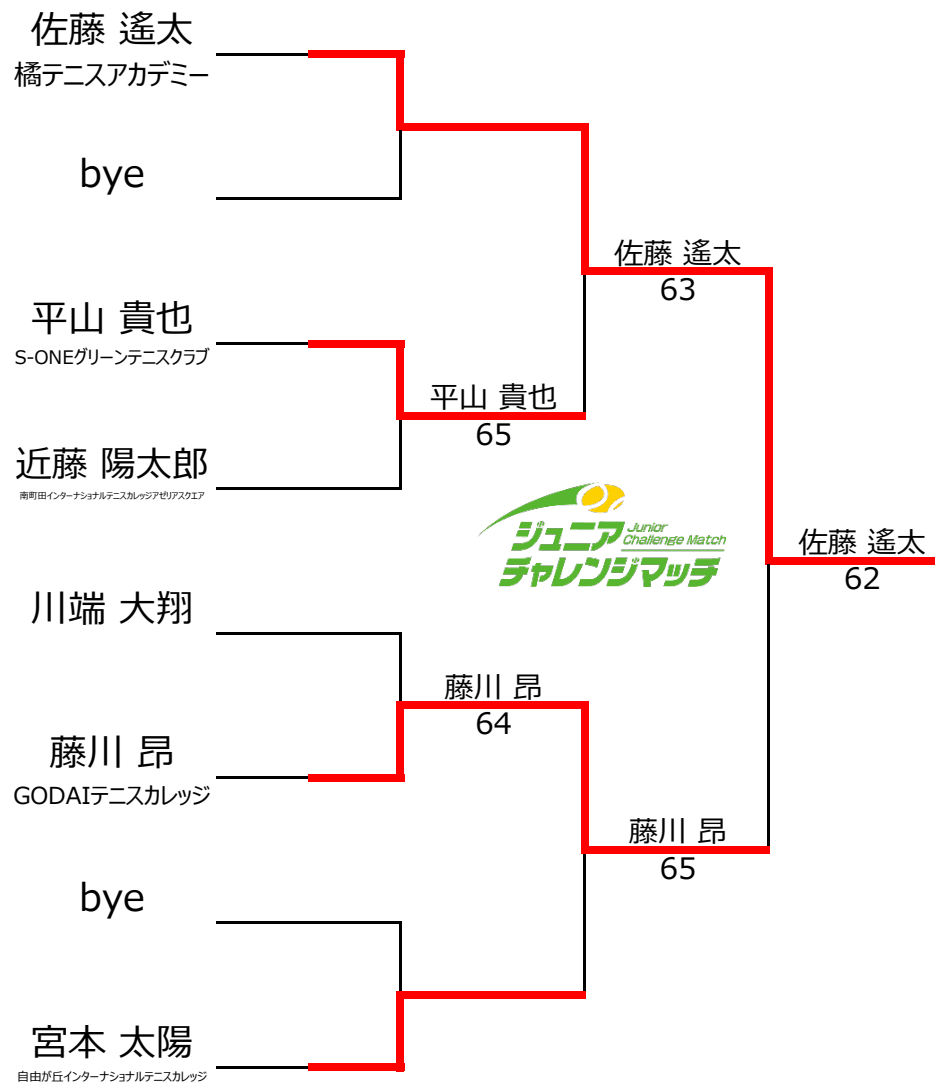 佐藤 遙太
橘テニスアカデミー
bye
佐藤 遙太
63
平山 貴也
S-ONEグリーンテニスクラブ
平山 貴也
65
近藤 陽太郎
南町田インターナショナルテニスカレッジアゼリアスクエア
ジュニア
Junior
Challenge Match
チャレンジマッチ
佐藤 遙太
62
川端 大翔
藤川 昂
64
藤川 昂
GODAIテニスカレッジ
藤川 昂
65
bye
宮本 太陽
自由が丘インターナショナルテニスカレッジ